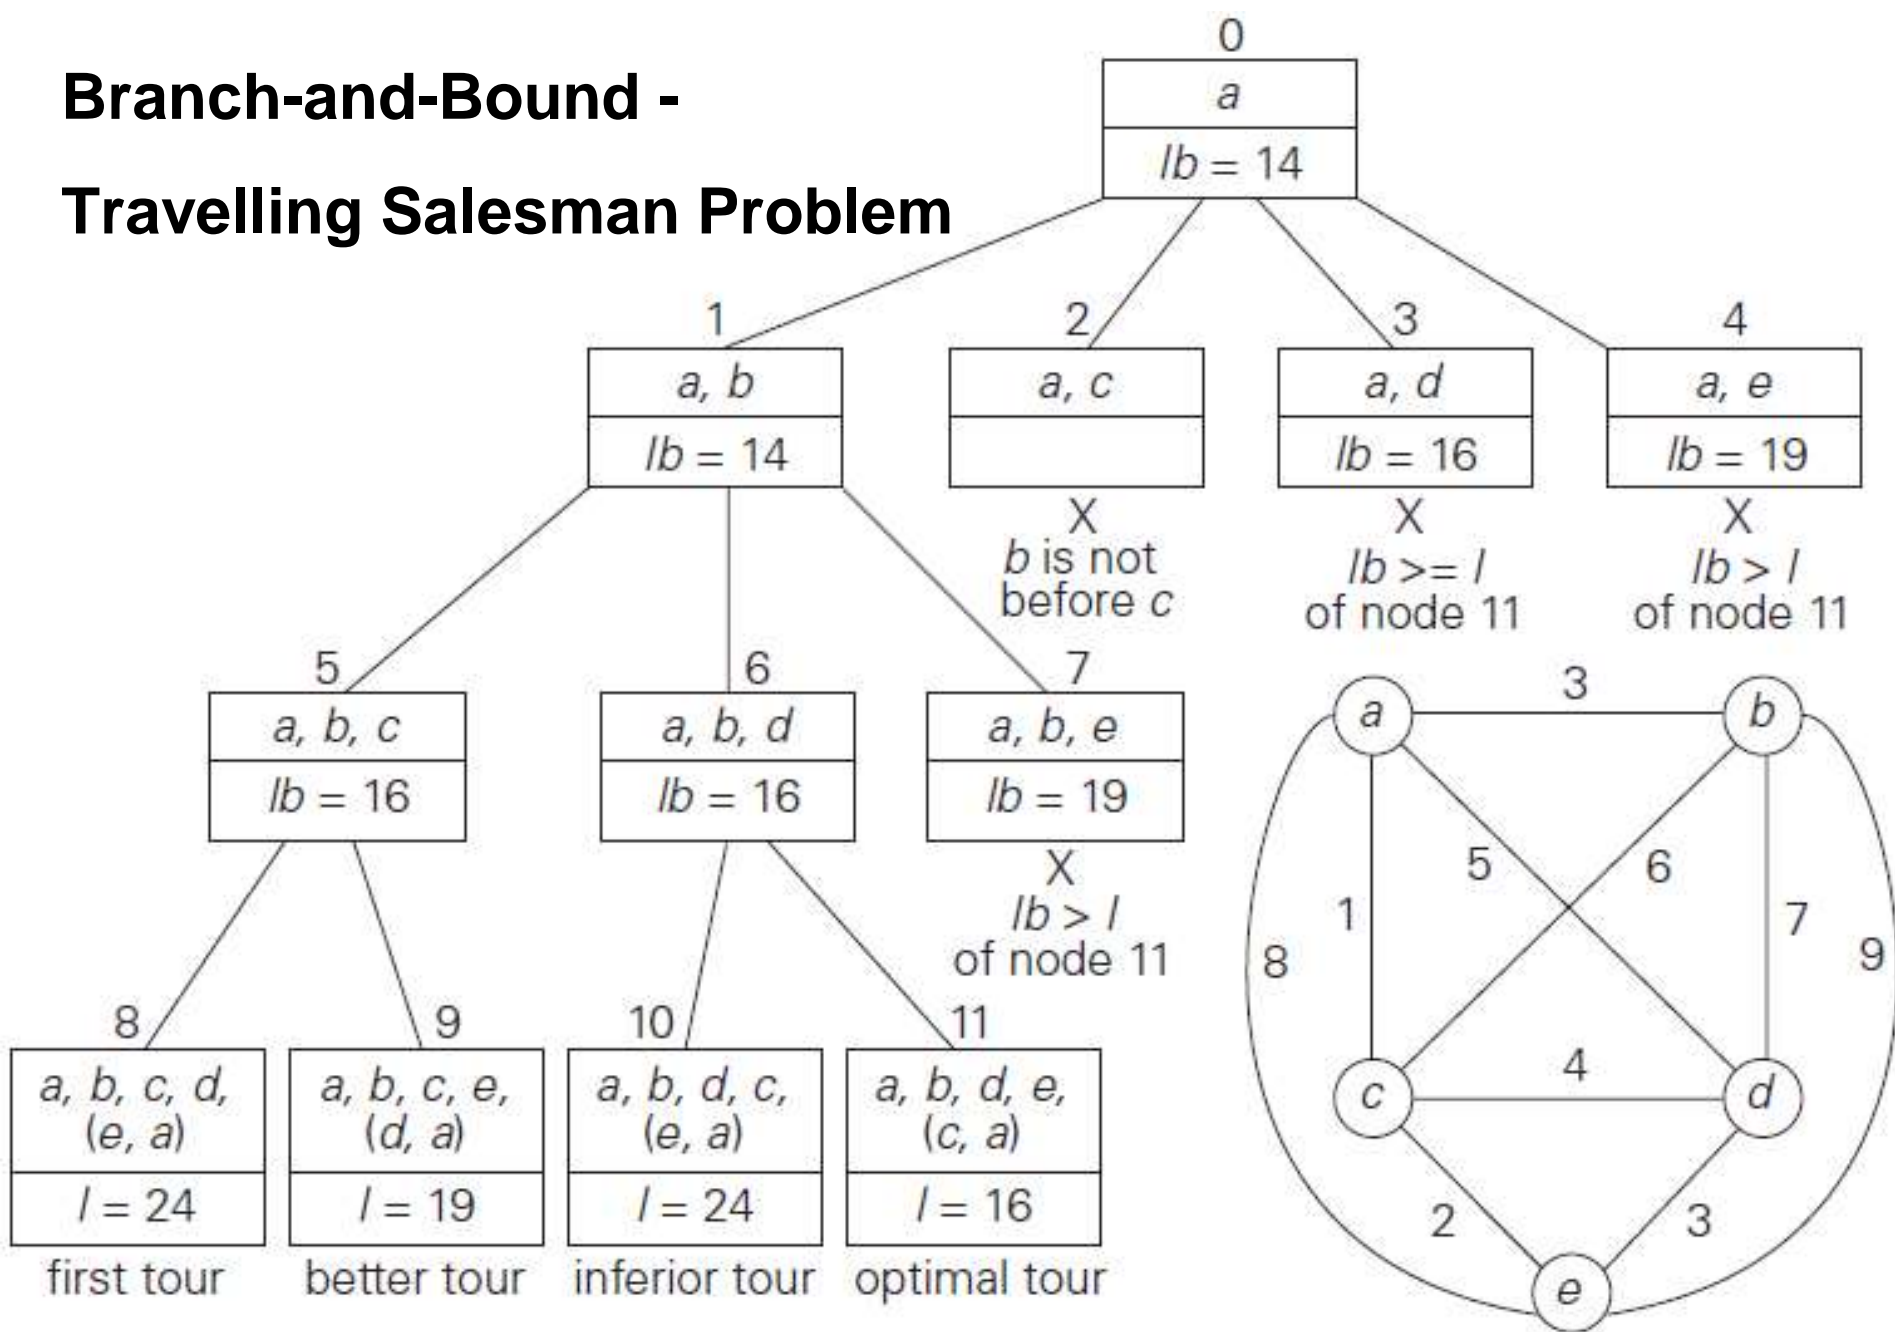 Branch-and-Bound -
Travelling Salesman Problem
0
a
lb = 14
1
a, b
lb = 14
2
a, c
X
b is not
before c
3
a, d
lb = 16
X
lb >= l
of node 11
4
a, e
lb = 19
X
lb > l
of node 11
5
a, b, c
lb = 16
6
a, b, d
lb = 16
7
a, b, e
lb = 19
X
lb > l
of node 11
8
a, b, c, d,
(e, a)
l = 24
first tour
9
a, b, c, e,
(d, a)
l = 19
better tour
10
a, b, d, c,
(e, a)
l = 24
inferior tour
11
a, b, d, e,
(c, a)
l = 16
optimal tour
a
3
b
5
6
1
7
8
9
c
4
d
2
3
e